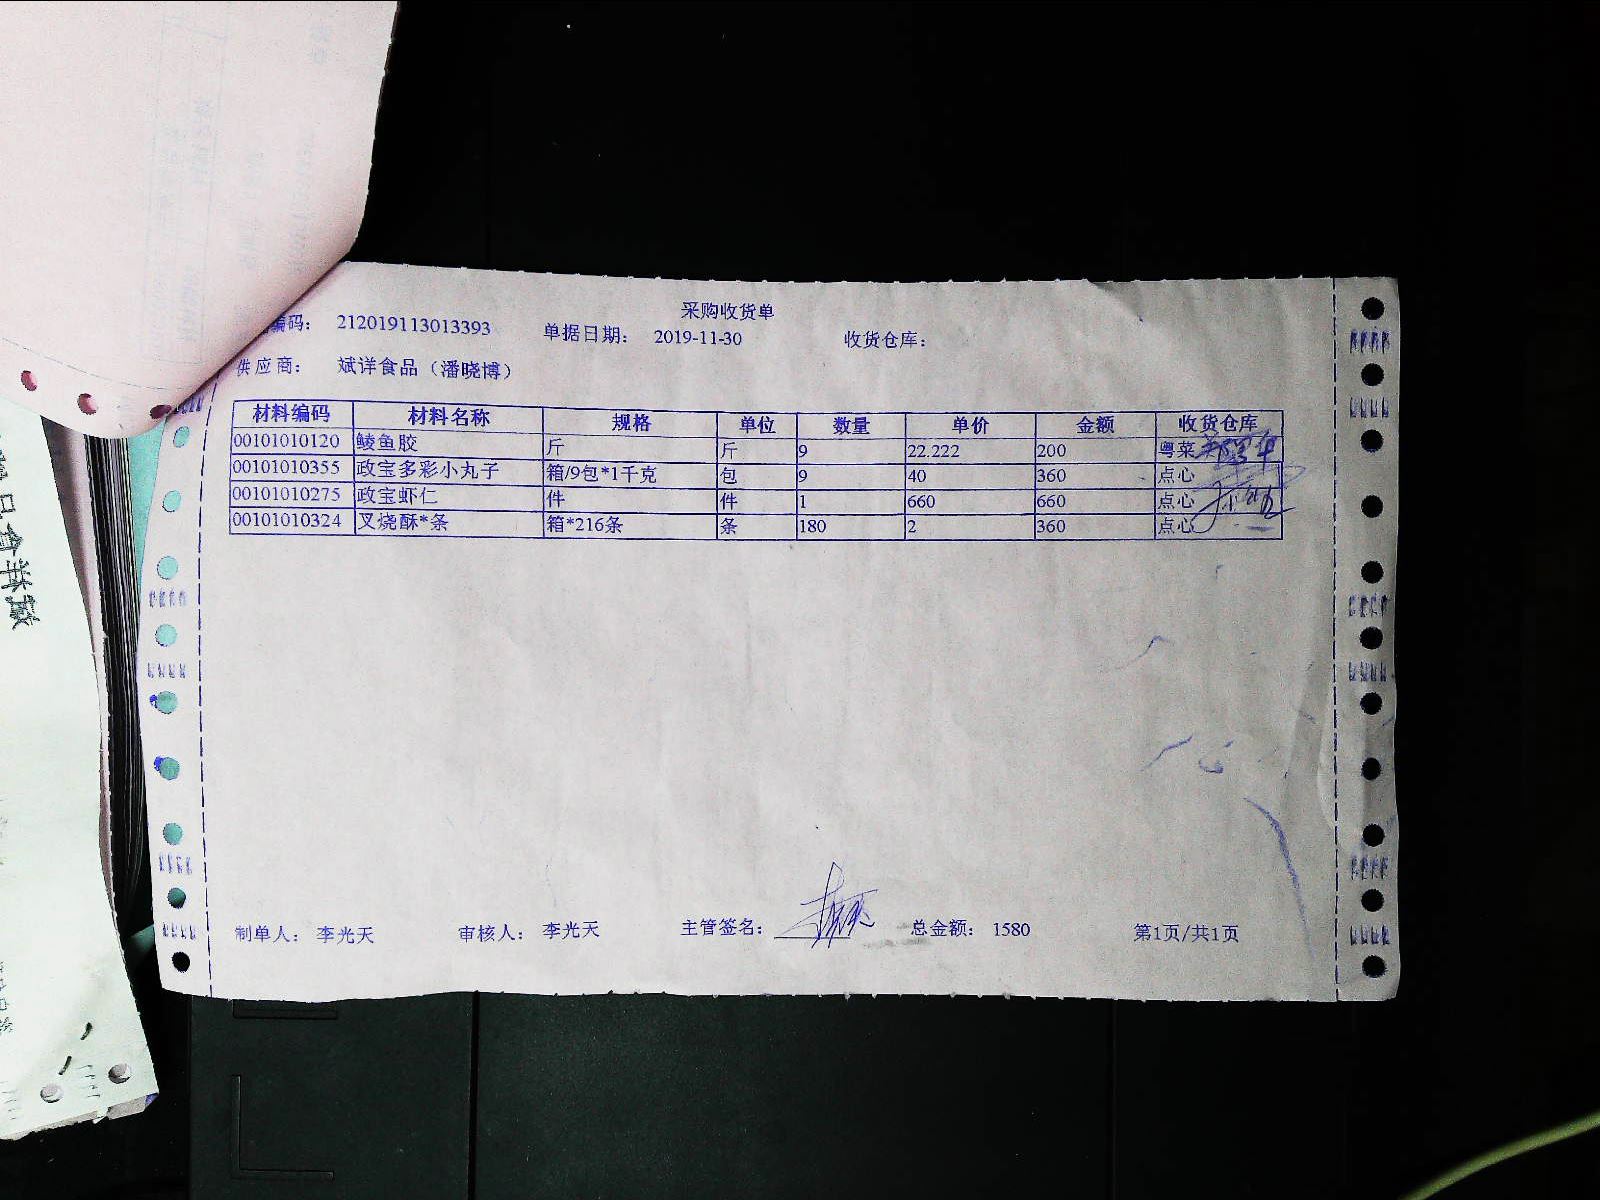 采购收货单
编码： 212019113013393 单据日期： 2019-11-30 收货仓库：
供应商： 斌详食品（潘晓博）
材料编码 材料名称 规格 单位 数量 单价 金额 收货仓库
00101010120 鲮鱼胶 斤 斤 9 22.222 200 粤菜
00101010355 政宝多彩小丸子 箱/9包*1千克 包 9 40 360 点心
00101010275 政宝虾仁 件 件 1 660 660 点心
00101010324 叉烧酥*条 箱*216条 条 180 2 360 点心
制单人： 李光天 审核人： 李光天 主管签名： 总金额： 1580 第1页/共1页